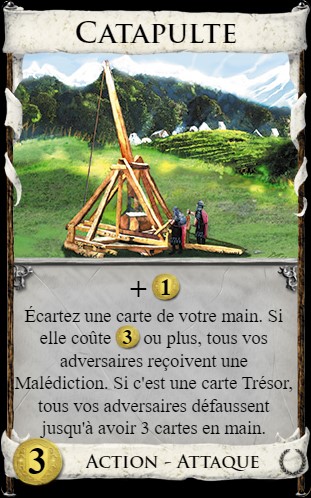 CATAPULTE
+ 1
Écartez une carte de votre main. Si
elle coûte 3 ou plus, tous vos
adversaires reçoivent une
Malédiction. Si c'est une carte Trésor,
tous vos adversaires défaussent
jusqu'à avoir 3 cartes en main.
3 ACTION - ATTAQUE